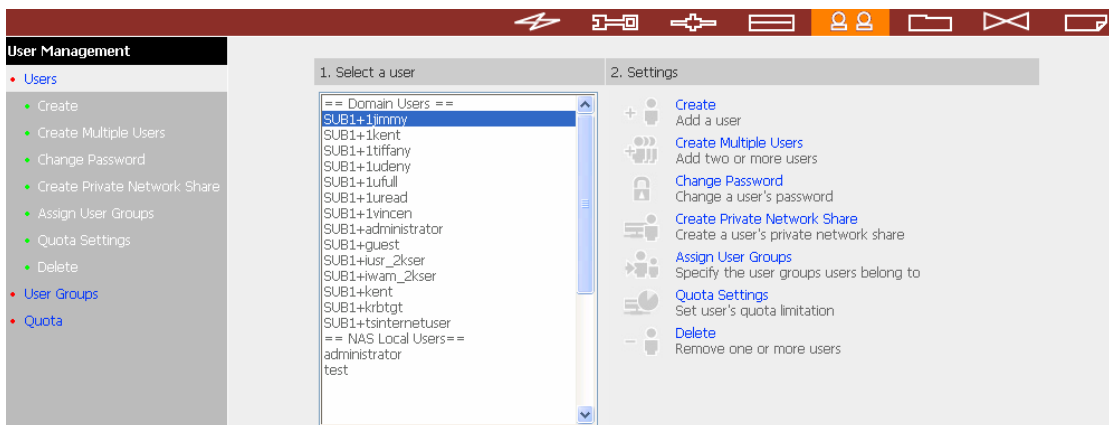 User Management
Users
Create
Create Multiple Users
Change Password
Create Private Network Share
Assign User Groups
Quota Settings
Delete
User Groups
Quota
1. Select a user
== Domain Users ==
SUB1+1jimmy
SUB1+1kent
SUB1+1tiffany
SUB1+1udeny
SUB1+1ufull
SUB1+1uread
SUB1+1vincen
SUB1+administrator
SUB1+guest
SUB1+iusr_2kser
SUB1+iwam_2kser
SUB1+kent
SUB1+krbtgt
SUB1+tsinternetuser
== NAS Local Users==
administrator
test
2. Settings
Create
Add a user
Create Multiple Users
Add two or more users
Change Password
Change a user's password
Create Private Network Share
Create a user's private network share
Assign User Groups
Specify the user groups users belong to
Quota Settings
Set user's quota limitation
Delete
Remove one or more users